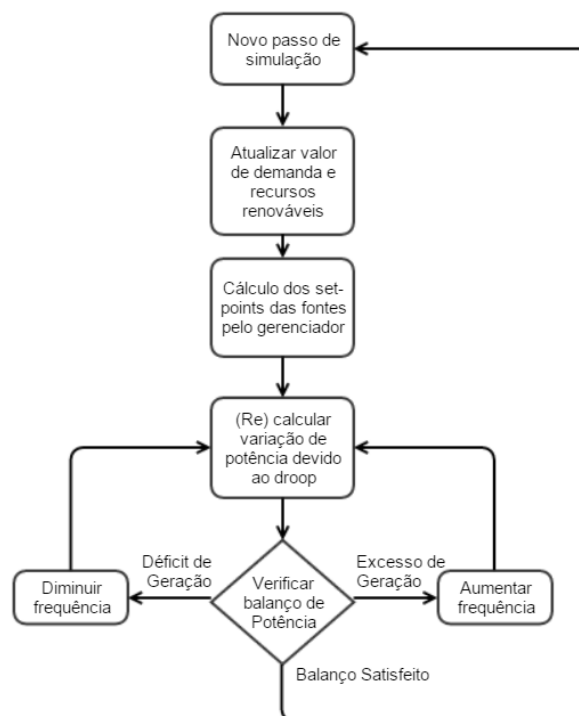 Novo passo de
simulação
Atualizar valor
de demanda e
recursos
renováveis
Cálculo dos set-
points das fontes
pelo gerenciador
(Re) calcular
variação de
potência devido
ao droop
Déficit de
Geração
Excesso de
Geração
Diminuir
frequência
Verificar
balanço de
Potência
Aumentar
frequência
Balanço Satisfeito